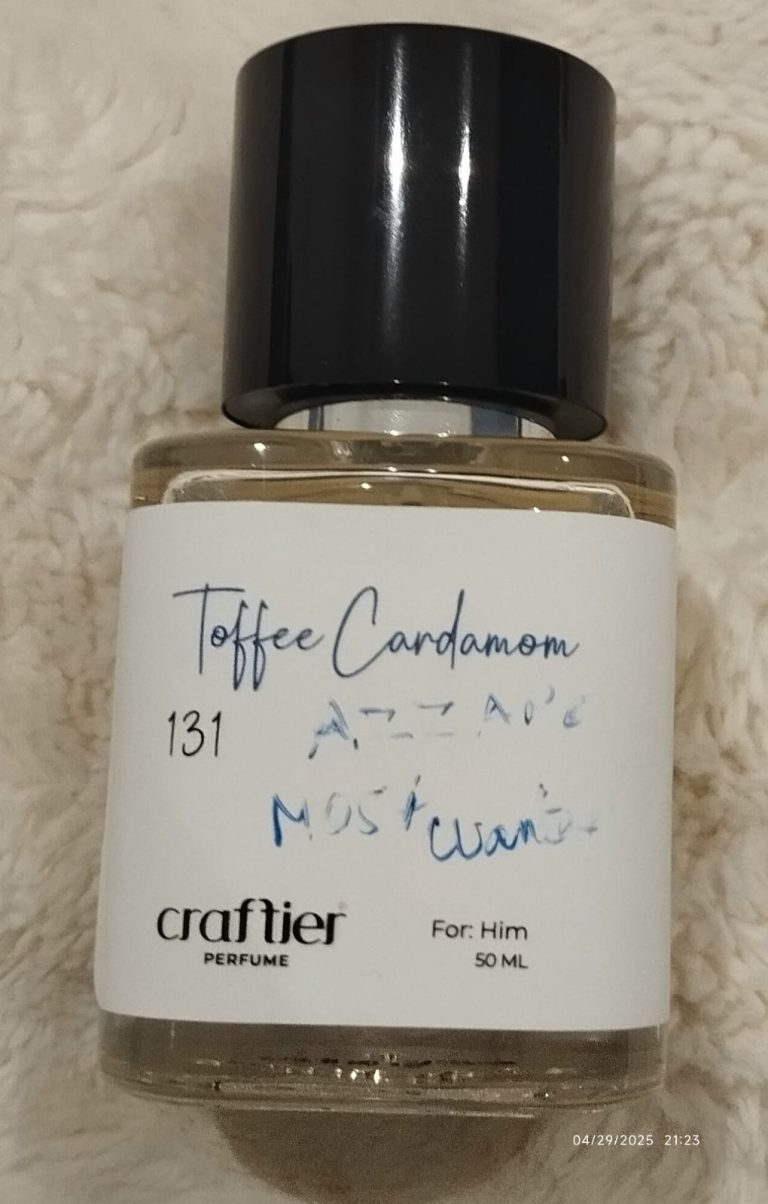 Toffee Cardamom
131
MOST
craftier
PERFUME
For: Him
50 ML
04/29/2025 21:23